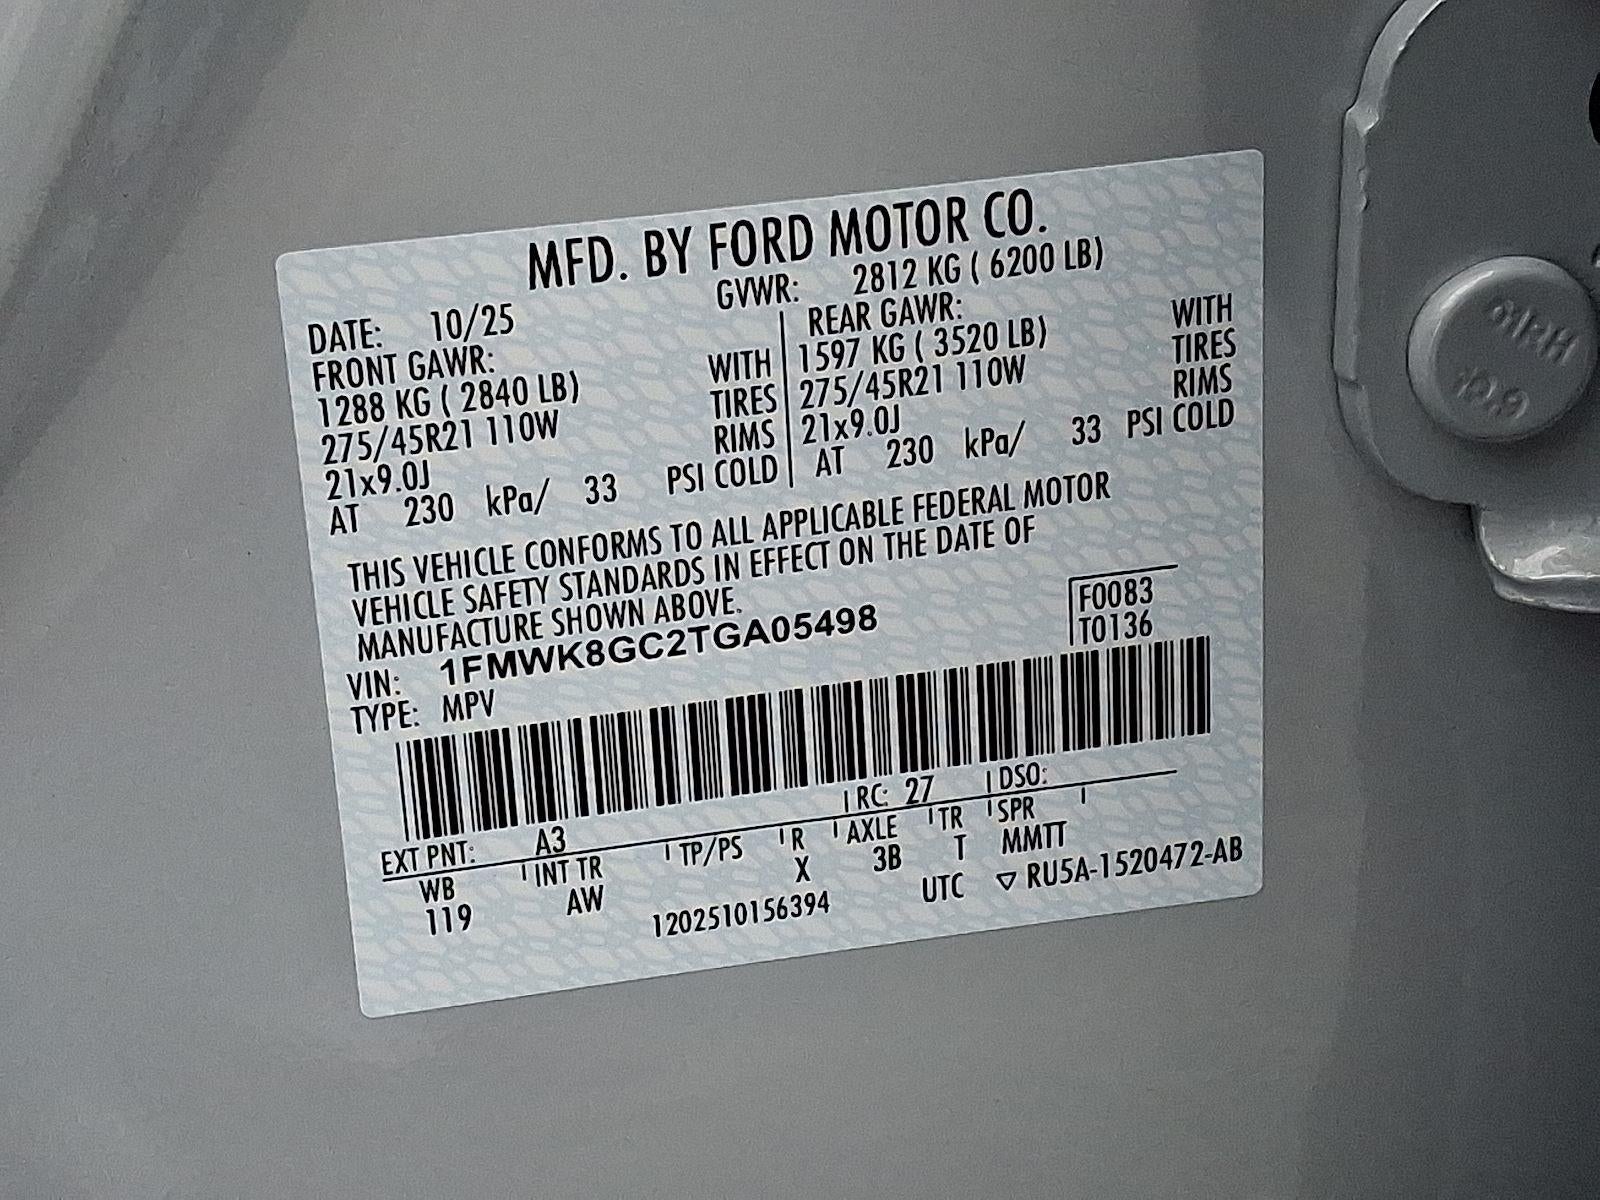 MFD. BY FORD MOTOR CO.
DATE: 10/25
GVWR: 2812 KG ( 6200 LB)
FRONT GAWR:
1288 KG ( 2840 LB) WITH
275/45R21 110W TIRES
21x9.0J RIMS
AT 230 kPa/ 33 PSI COLD
REAR GAWR:
1597 KG ( 3520 LB) WITH
275/45R21 110W TIRES
21x9.0J RIMS
AT 230 kPa/ 33 PSI COLD
THIS VEHICLE CONFORMS TO ALL APPLICABLE FEDERAL MOTOR
VEHICLE SAFETY STANDARDS IN EFFECT ON THE DATE OF
MANUFACTURE SHOWN ABOVE.
VIN: 1FMWK8GC2TGA05498
TYPE: MPV
F0083
T0136
EXT PNT: A3 RC: 27 DSO:
WB INT TR TP/PS R AXLE TR SPR
119 AW X 3B T MMTT
1202510156394 UTC ▽ RU5A-1520472-AB